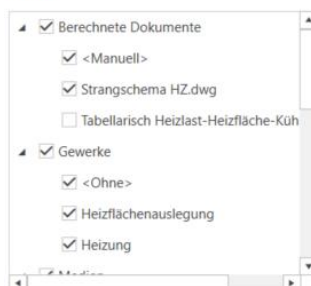 Berechnete Dokumente
<Manuell>
Strangschema HZ.dwg
Tabellarisch Heizlast-Heizfläche-Küh
Gewerke
<Ohne>
Heizflächenauslegung
Heizung